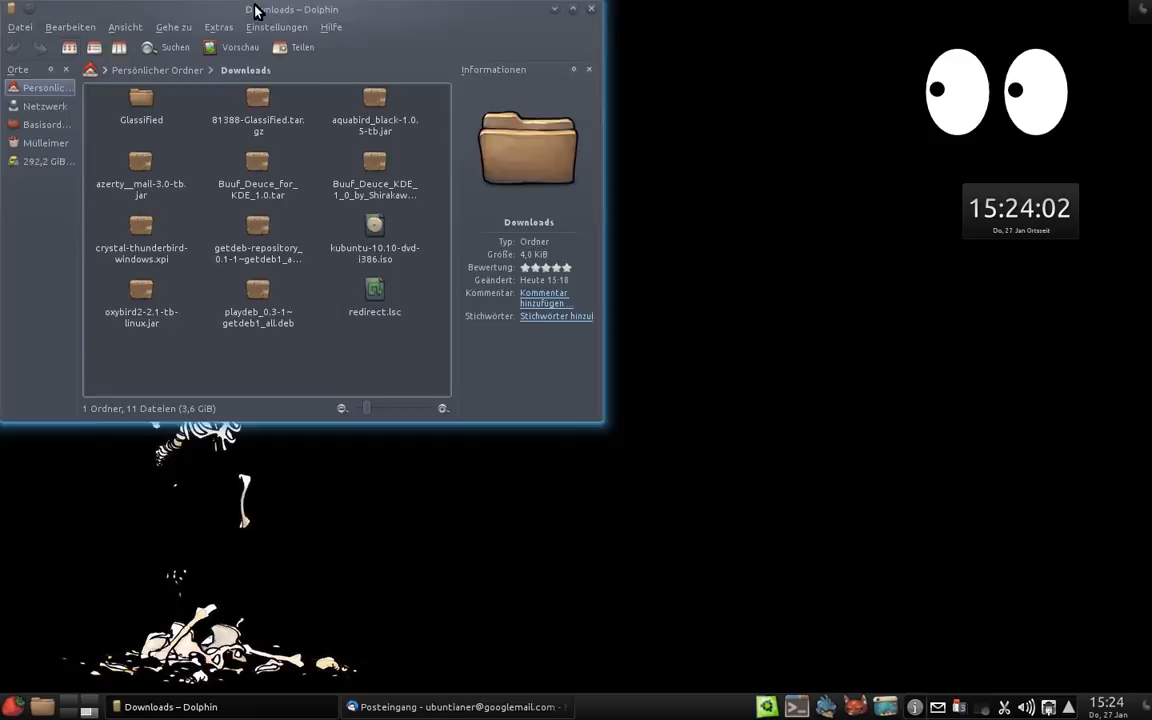 Downloads – Dolphin
Datei Bearbeiten Ansicht Gehe zu Extras Einstellungen Hilfe
Suchen Vorschau Teilen
Orte
Persönlicher Ordner > Downloads
Informationen
Persönlic...
Netzwerk
Basisord...
Mülleimer
292,2 GiB...
Glassified
81388-Glassified.tar.
gz
aquabird_black-1.0.
5-tb.jar
azerty__mail-3.0-tb.
jar
Buuf_Deuce_for_
KDE_1.0.tar
Buuf_Deuce_KDE_
1_0_by_Shirakaw...
crystal-thunderbird-
windows.xpi
getdeb-repository_
0.1-1~getdeb1_a...
kubuntu-10.10-dvd-
i386.iso
oxybird2-2.1-tb-
linux.jar
playdeb_0.3-1~
getdeb1_all.deb
redirect.lsc
1 Ordner, 11 Dateien (3,6 GiB)
Downloads
Typ: Ordner
Größe: 4,0 KiB
Bewertung:
Geändert: Heute 15:18
Kommentar: Kommentar
hinzufügen ...
Stichwörter: Stichwörter hinzu
15:24:02
Do, 27 Jan Ortszeit
Downloads – Dolphin
Posteingang - ubuntianer@googlemail.com -
15:24
Do, 27 Jan